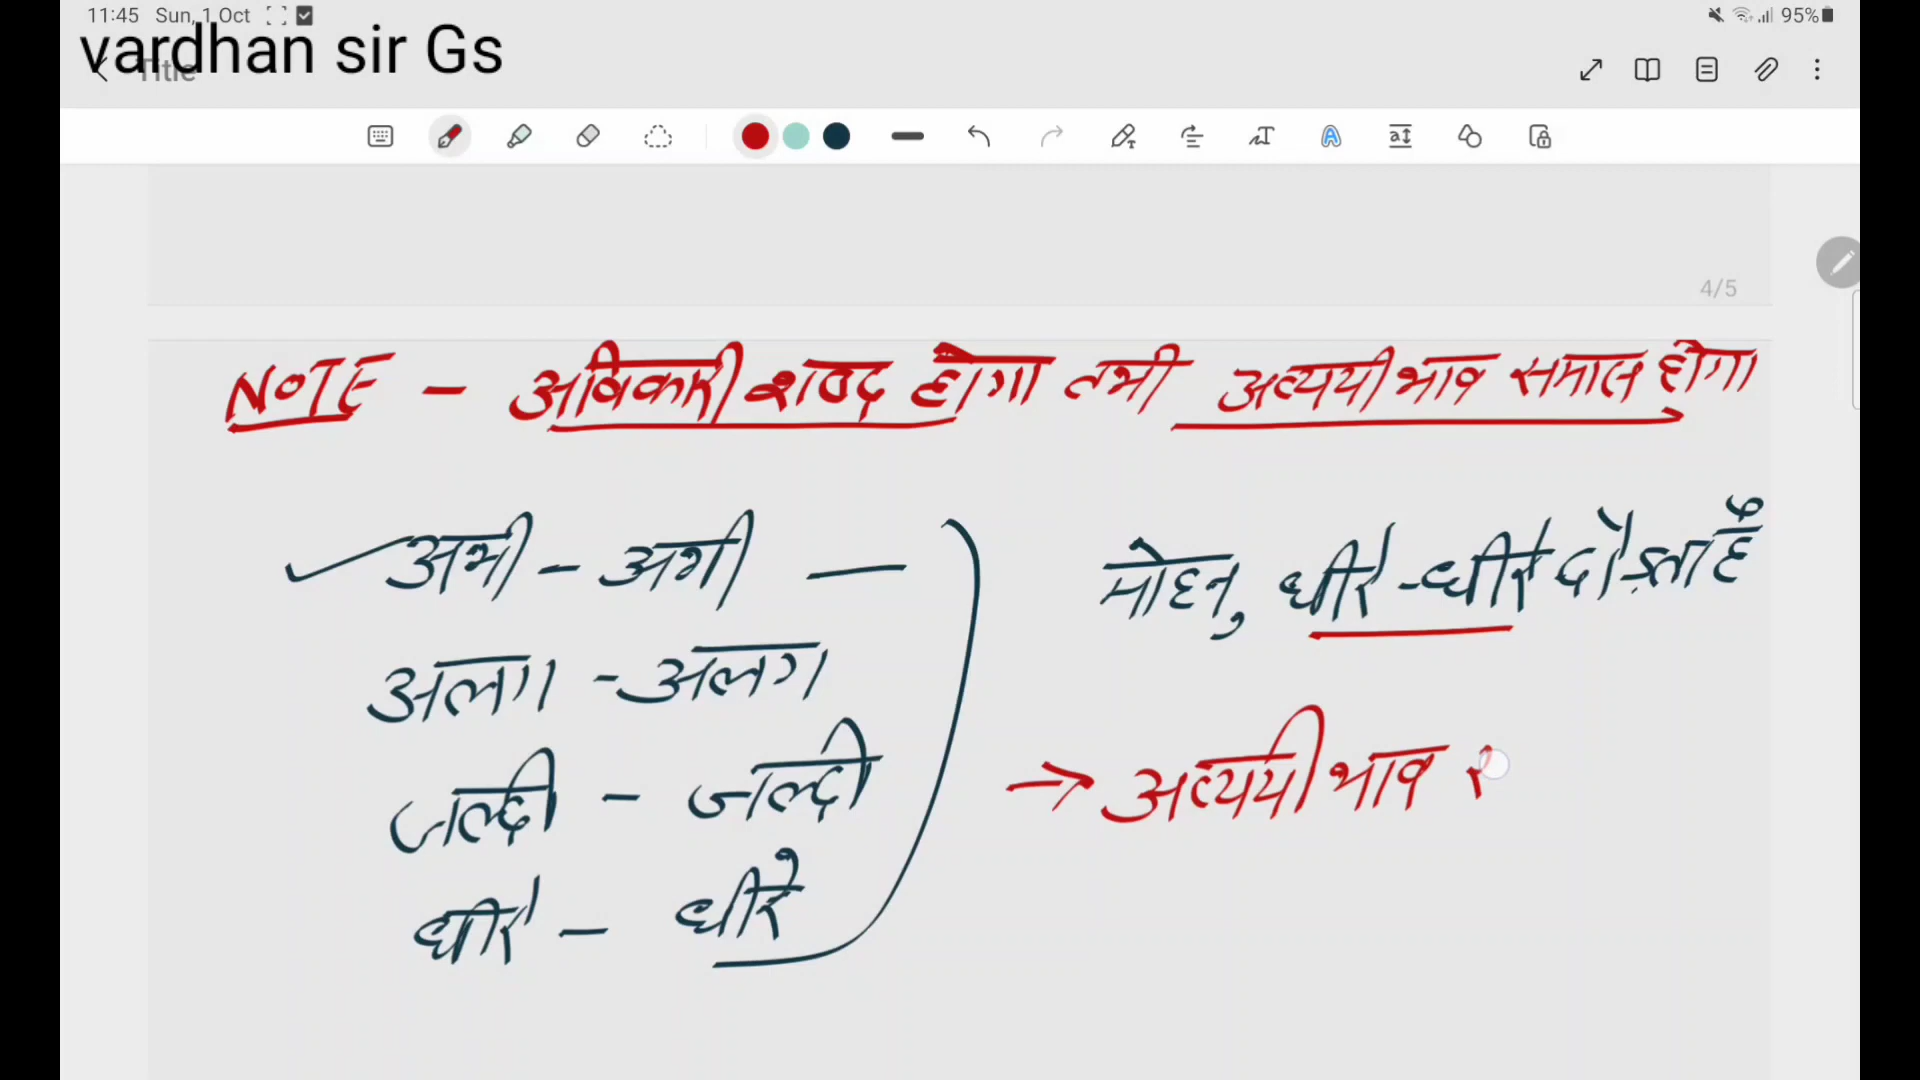 11:45 Sun, 1 Oct 95%
vardhan sir Gs
Title
4/5
NOTE - अविकारी शब्द होगा तभी अव्ययी भाव समास होगा
अभी - अभी —
मोहन, धीरे - धीरे दौड़ता है
अलग - अलग
जल्दी - जल्दी
→ अव्ययी भाव
धीरे - धीरे